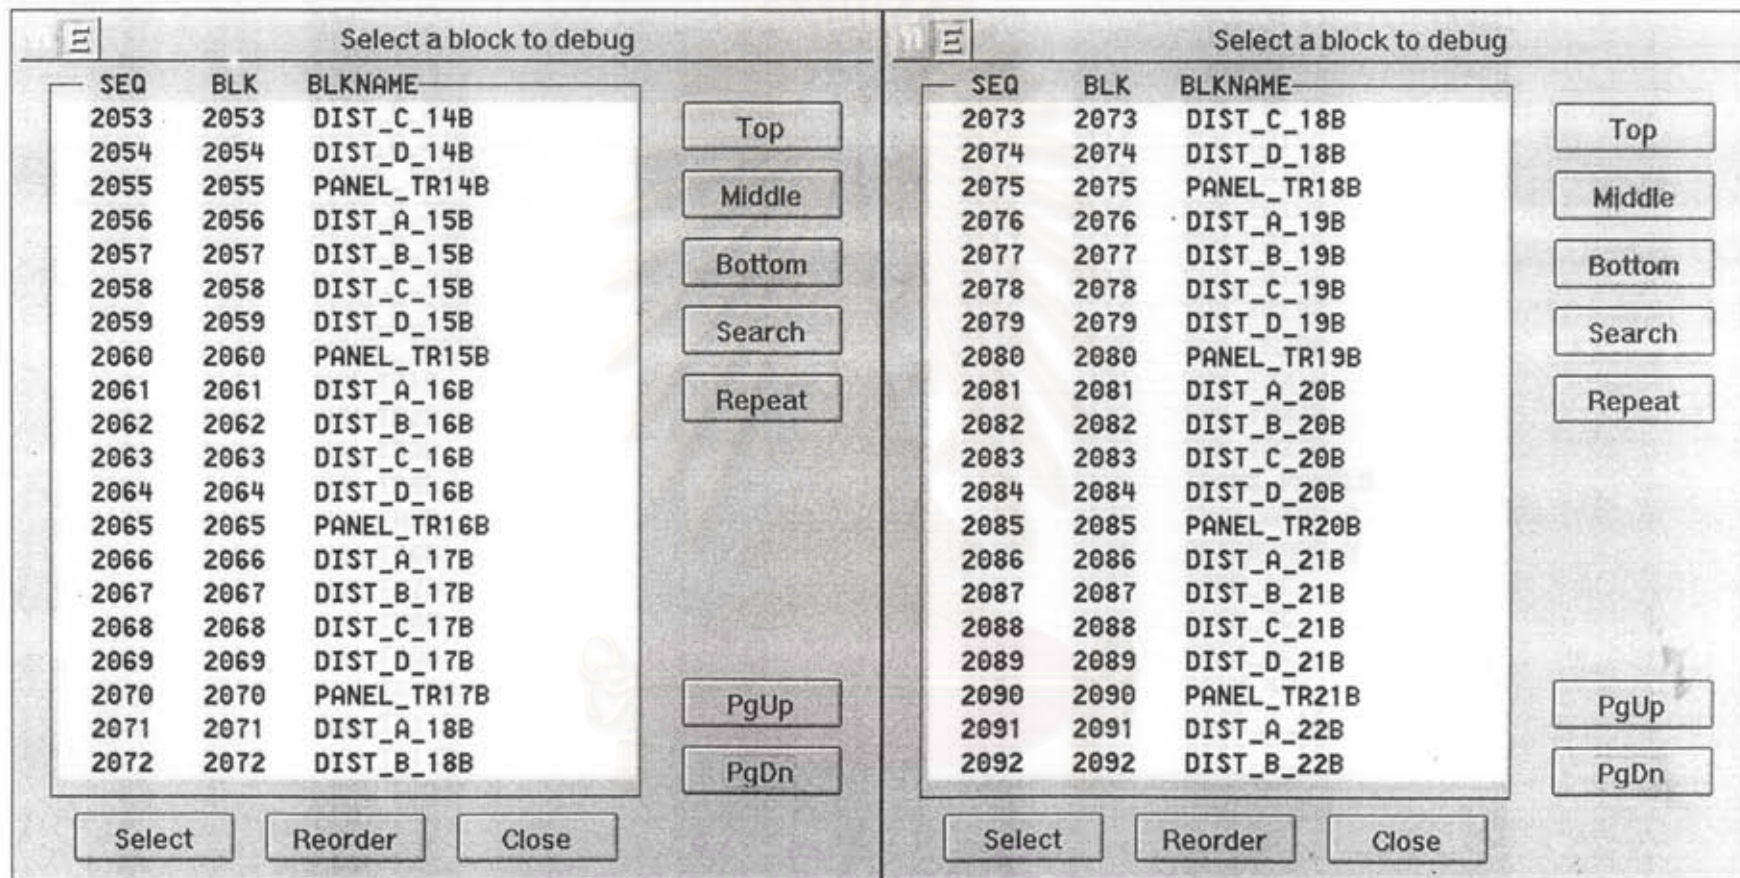 Select a block to debug
SEQ BLK BLKNAME
2053 2053 DIST_C_14B
2054 2054 DIST_D_14B
2055 2055 PANEL_TR14B
2056 2056 DIST_A_15B
2057 2057 DIST_B_15B
2058 2058 DIST_C_15B
2059 2059 DIST_D_15B
2060 2060 PANEL_TR15B
2061 2061 DIST_A_16B
2062 2062 DIST_B_16B
2063 2063 DIST_C_16B
2064 2064 DIST_D_16B
2065 2065 PANEL_TR16B
2066 2066 DIST_A_17B
2067 2067 DIST_B_17B
2068 2068 DIST_C_17B
2069 2069 DIST_D_17B
2070 2070 PANEL_TR17B
2071 2071 DIST_A_18B
2072 2072 DIST_B_18B
Top
Middle
Bottom
Search
Repeat
PgUp
PgDn
Select Reorder Close
Select a block to debug
SEQ BLK BLKNAME
2073 2073 DIST_C_18B
2074 2074 DIST_D_18B
2075 2075 PANEL_TR18B
2076 2076 DIST_A_19B
2077 2077 DIST_B_19B
2078 2078 DIST_C_19B
2079 2079 DIST_D_19B
2080 2080 PANEL_TR19B
2081 2081 DIST_A_20B
2082 2082 DIST_B_20B
2083 2083 DIST_C_20B
2084 2084 DIST_D_20B
2085 2085 PANEL_TR20B
2086 2086 DIST_A_21B
2087 2087 DIST_B_21B
2088 2088 DIST_C_21B
2089 2089 DIST_D_21B
2090 2090 PANEL_TR21B
2091 2091 DIST_A_22B
2092 2092 DIST_B_22B
Top
Middle
Bottom
Search
Repeat
PgUp
PgDn
Select Reorder Close